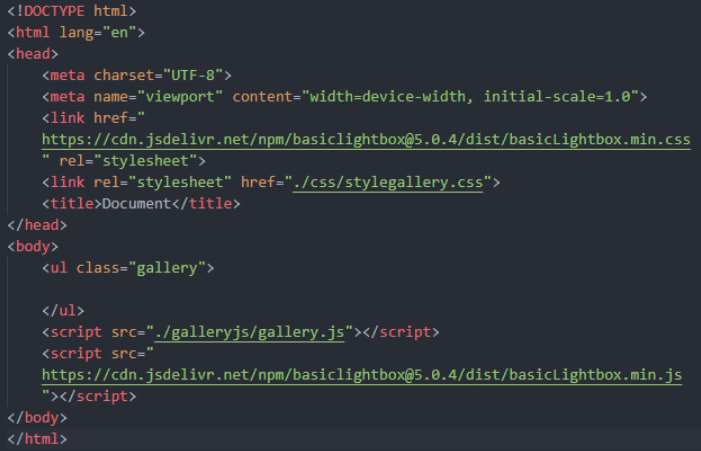 <!DOCTYPE html>
<html lang="en">
<head>
    <meta charset="UTF-8">
    <meta name="viewport" content="width=device-width, initial-scale=1.0">
    <link href="
    https://cdn.jsdelivr.net/npm/basiclightbox@5.0.4/dist/basicLightbox.min.css
    " rel="stylesheet">
    <link rel="stylesheet" href="./css/stylegallery.css">
    <title>Document</title>
</head>
<body>
    <ul class="gallery">

    </ul>
    <script src="./galleryjs/gallery.js"></script>
    <script src="
    https://cdn.jsdelivr.net/npm/basiclightbox@5.0.4/dist/basicLightbox.min.js
    "></script>
</body>
</html>